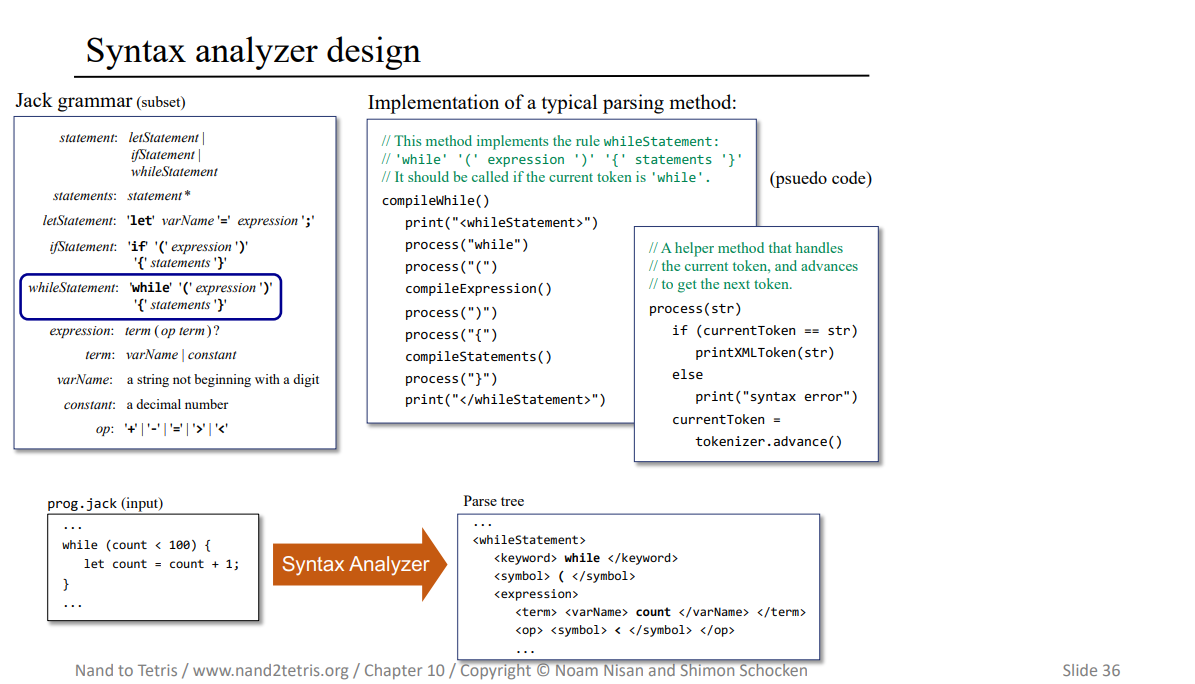 Syntax analyzer design
Jack grammar (subset)
statement: letStatement |
ifStatement |
whileStatement
statements: statement*
letStatement: 'let' varName '=' expression ';'
ifStatement: 'if' '(' expression ')'
'{' statements '}'
whileStatement: 'while' '(' expression ')'
'{' statements '}'
expression: term (op term)?
term: varName | constant
varName: a string not beginning with a digit
constant: a decimal number
op: '+' | '-' | '=' | '>' | '<'
Implementation of a typical parsing method:
// This method implements the rule whileStatement:
// 'while' '(' expression ')' '{' statements '}'
// It should be called if the current token is 'while'.
compileWhile()
print("<whileStatement>")
process("while")
process("(")
compileExpression()
process(")")
process("{")
compileStatements()
process("}")
print("</whileStatement>")
(psuedo code)
// A helper method that handles
// the current token, and advances
// to get the next token.
process(str)
if (currentToken == str)
printXMLToken(str)
else
print("syntax error")
currentToken =
tokenizer.advance()
prog.jack (input)
...
while (count < 100) {
let count = count + 1;
}
...
Syntax Analyzer
Parse tree
...
<whileStatement>
<keyword> while </keyword>
<symbol> ( </symbol>
<expression>
<term> <varName> count </varName> </term>
<op> <symbol> < </symbol> </op>
...
Nand to Tetris / www.nand2tetris.org / Chapter 10 / Copyright © Noam Nisan and Shimon Schocken
Slide 36